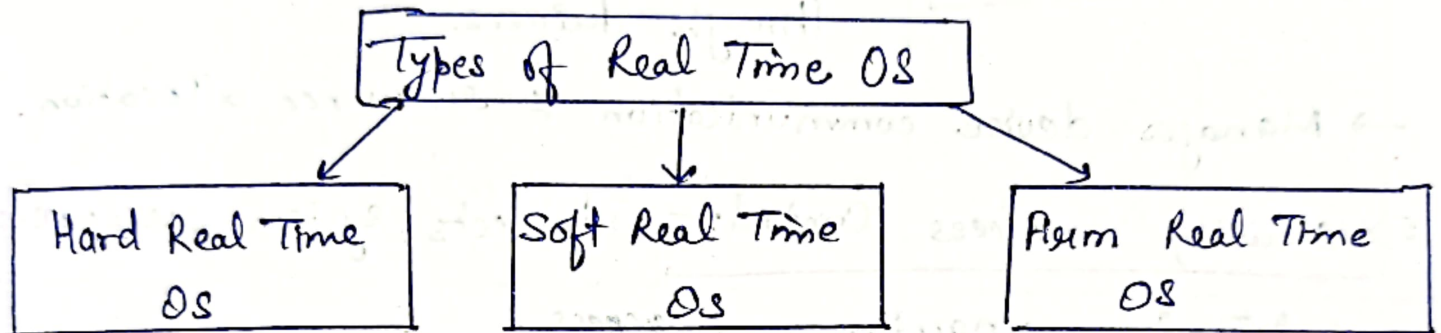 Types of Real Time OS
Hard Real Time
OS
Soft Real Time
OS
Firm Real Time
OS